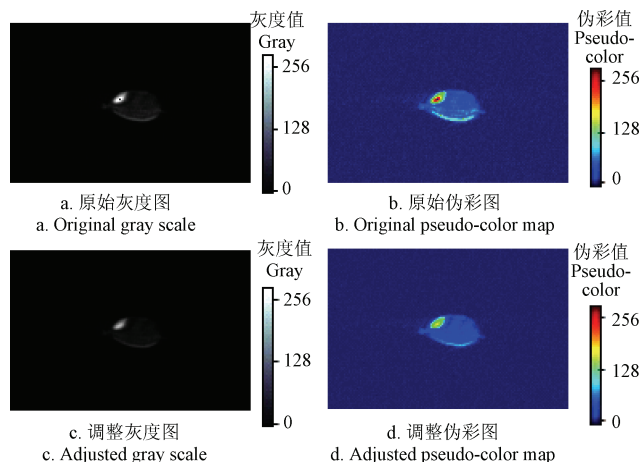 灰度值
Gray
256
128
0
a. 原始灰度图
a. Original gray scale
伪彩值
Pseudo-
color
256
128
0
b. 原始伪彩图
b. Original pseudo-color map
灰度值
Gray
276
128
0
c. 调整灰度图
c. Adjusted gray scale
伪彩值
Pseudo-
color
256
128
0
d. 调整伪彩图
d. Adjusted pseudo-color map